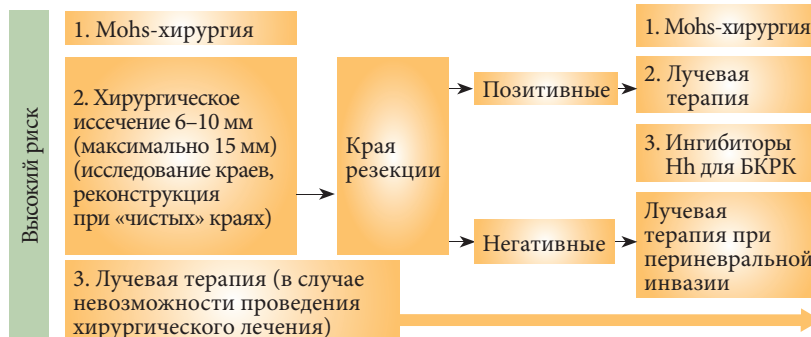 Высокий риск
1. Mohs-хирургия
2. Хирургическое
иссечение 6–10 мм
(максимально 15 мм)
(исследование краев,
реконструкция
при «чистых» краях)
3. Лучевая терапия (в случае
невозможности проведения
хирургического лечения)
Края
резекции
Позитивные
Негативные
1. Mohs-хирургия
2. Лучевая
терапия
3. Ингибиторы
Hh для БКРК
Лучевая
терапия при
периневральной
инвазии